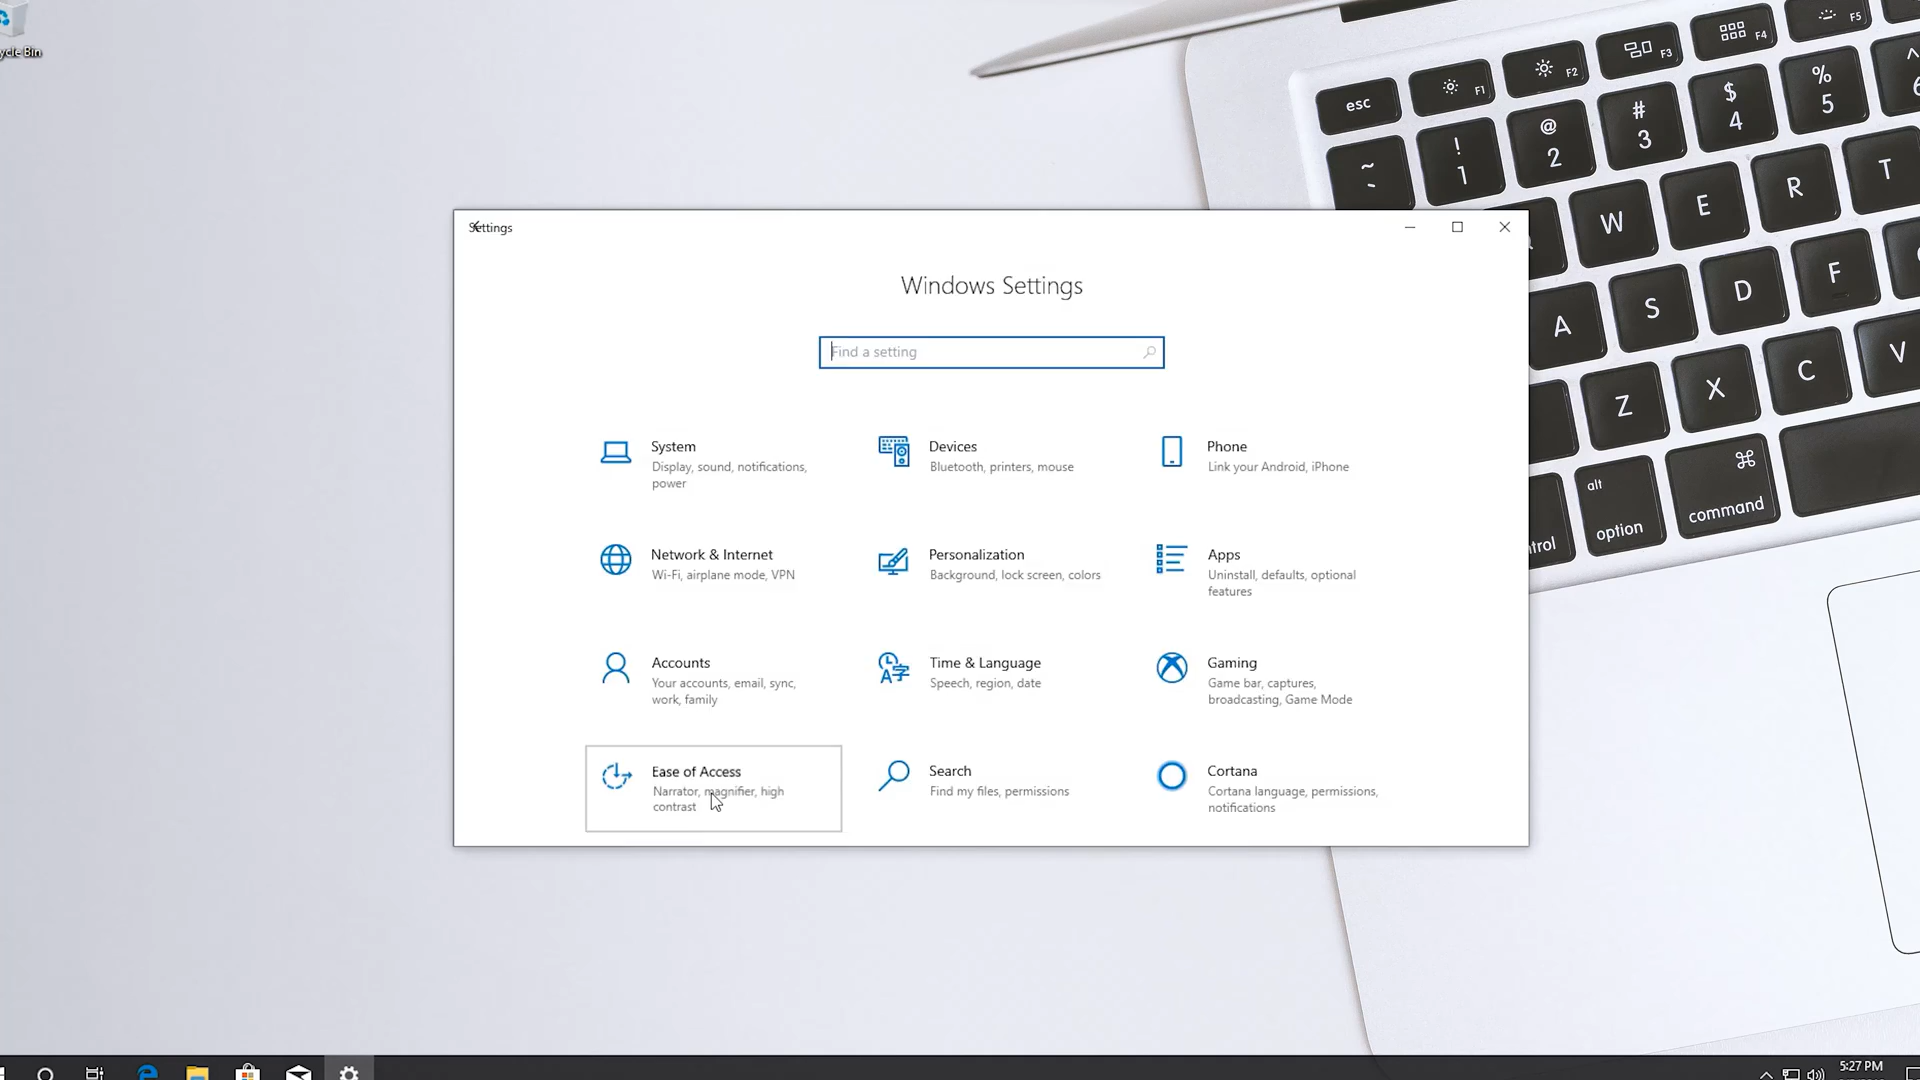 ycle Bin
Settings
Windows Settings
Find a setting
System
Display, sound, notifications,
power
Devices
Bluetooth, printers, mouse
Phone
Link your Android, iPhone
Network & Internet
Wi-Fi, airplane mode, VPN
Personalization
Background, lock screen, colors
Apps
Uninstall, defaults, optional
features
Accounts
Your accounts, email, sync,
work, family
Time & Language
Speech, region, date
Gaming
Game bar, captures,
broadcasting, Game Mode
Ease of Access
Narrator, magnifier, high
contrast
Search
Find my files, permissions
Cortana
Cortana language, permissions,
notifications
esc
F1
F2
F3
F4
F5
~
!
1
@
2
#
3
$
4
%
5
^
6
W
E
R
T
A
S
D
F
Z
X
C
V
ntrol
alt
option
command
5:27 PM